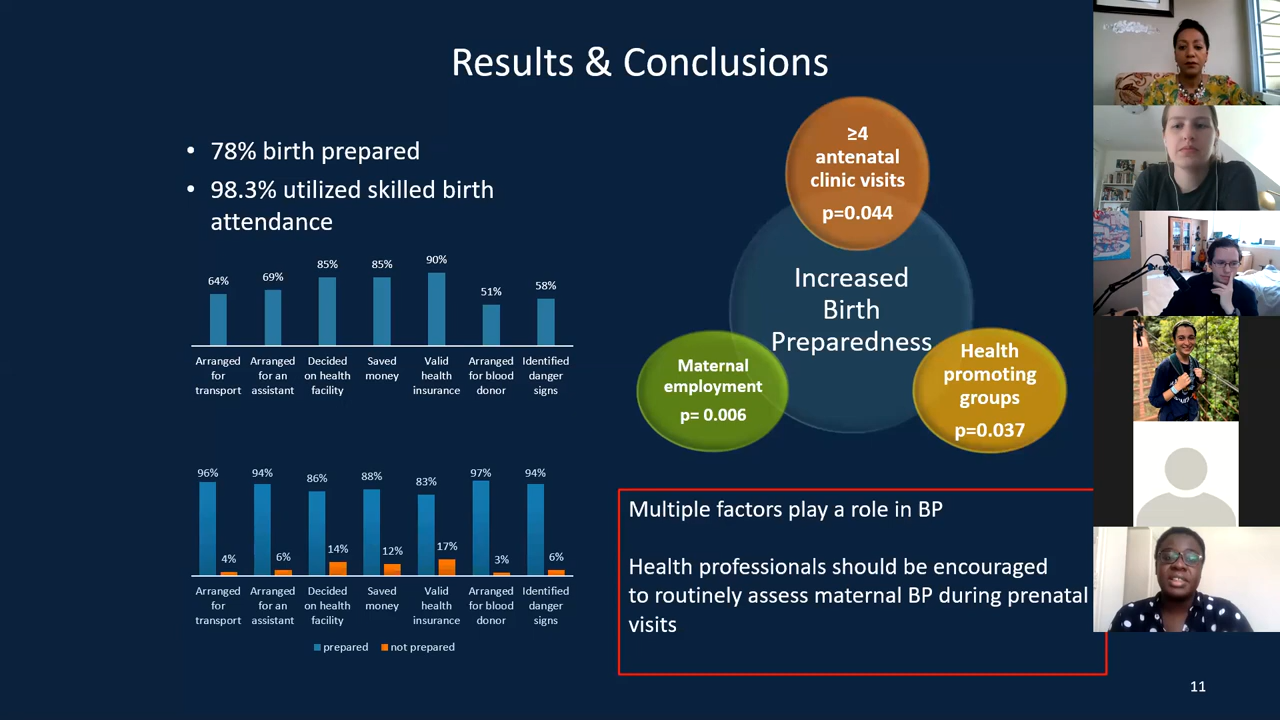 Results & Conclusions
• 78% birth prepared
• 98.3% utilized skilled birth
attendance
64%
69%
85%
85%
90%
51%
58%
Arranged
for
transport
Arranged
for an
assistant
Decided
on health
facility
Saved
money
Valid
health
insurance
Arranged
for blood
donor
Identified
danger
signs
96%
4%
94%
6%
86%
14%
88%
12%
83%
17%
97%
3%
94%
6%
Arranged
for
transport
Arranged
for an
assistant
Decided
on health
facility
Saved
money
Valid
health
insurance
Arranged
for blood
donor
Identified
danger
signs
prepared
not prepared
≥4
antenatal
clinic visits
p=0.044
Increased
Birth
Preparedness
Maternal
employment
p= 0.006
Health
promoting
groups
p=0.037
Multiple factors play a role in BP
Health professionals should be encouraged
to routinely assess maternal BP during prenatal
visits
11